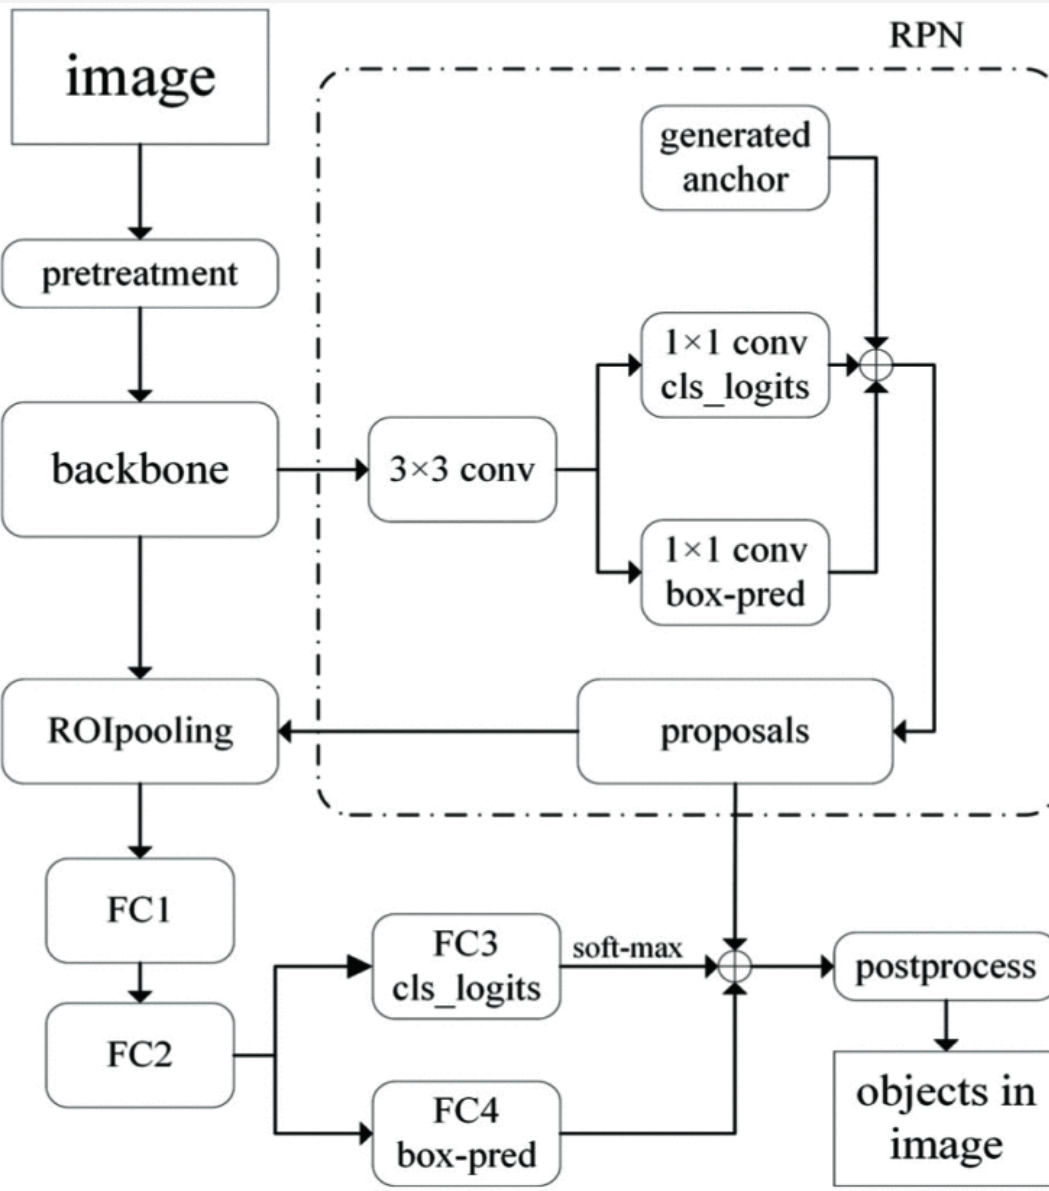 image
RPN
generated
anchor
pretreatment
1×1 conv
cls_logits
backbone
3×3 conv
1×1 conv
box-pred
ROIpooling
proposals
FC1
FC3
cls_logits
soft-max
postprocess
FC2
FC4
box-pred
objects in
image